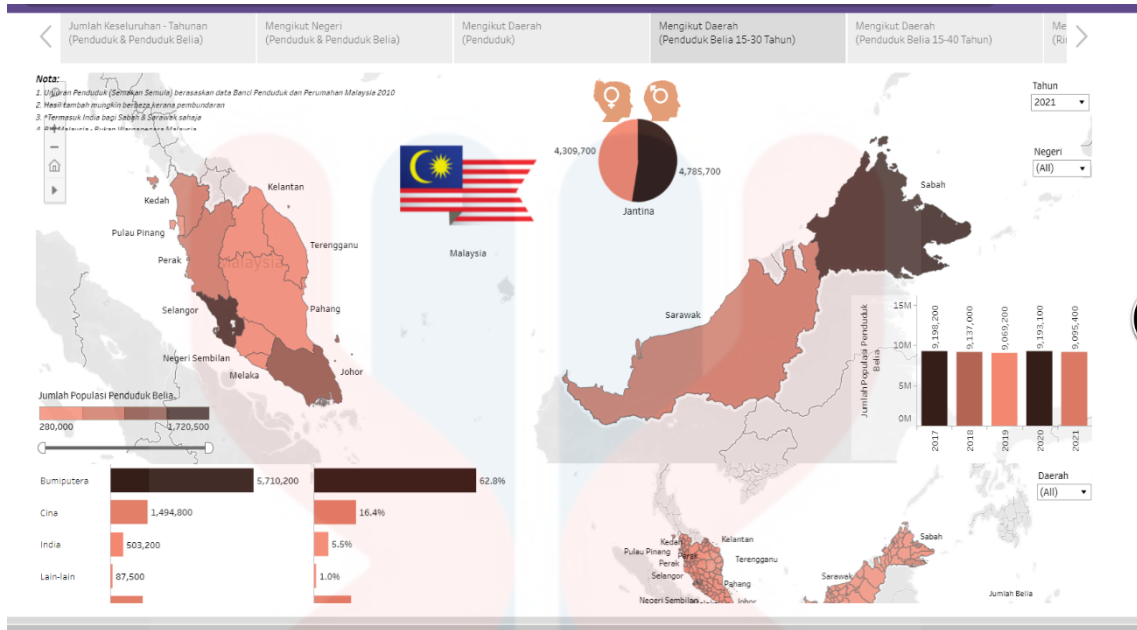 Jumlah Keseluruhan - Tahunan
(Penduduk & Penduduk Belia)
Mengikut Negeri
(Penduduk & Penduduk Belia)
Mengikut Daerah
(Penduduk)
Mengikut Daerah
(Penduduk Belia 15-30 Tahun)
Mengikut Daerah
(Penduduk Belia 15-40 Tahun)
Nota:
1. Unjuran Penduduk (Semakan Semula) berasaskan data Banci Penduduk dan Perumahan Malaysia 2010
2. Hasil tambah mungkin berbeza kerana pembundaran
3. *Termasuk India bagi Sabah & Sarawak sahaja
Tahun
2021
Negeri
(All)
4,309,700
4,785,700
Jantina
Kelantan
Kedah
Pulau Pinang
Terengganu
Perak
Malaysia
Selangor
Pahang
Negeri Sembilan
Melaka
Johor
Malaysia
Sabah
Sarawak
Jumlah Populasi Penduduk Belia
280,000
1,720,500
Jumlah Populasi Penduduk
Belia
15M
10M
5M
0M
9,198,200
9,137,000
9,069,200
9,193,100
9,095,400
2017
2018
2019
2020
2021
Bumiputera
5,710,200
62.8%
Cina
1,494,800
16.4%
India
503,200
5.5%
Lain-lain
87,500
1.0%
Daerah
(All)
Kedah
Kelantan
Pulau Pinang
Perak
Perak
Terengganu
Selangor
Pahang
Negeri Sembilan
Johor
Sabah
Sarawak
Jumlah Belia